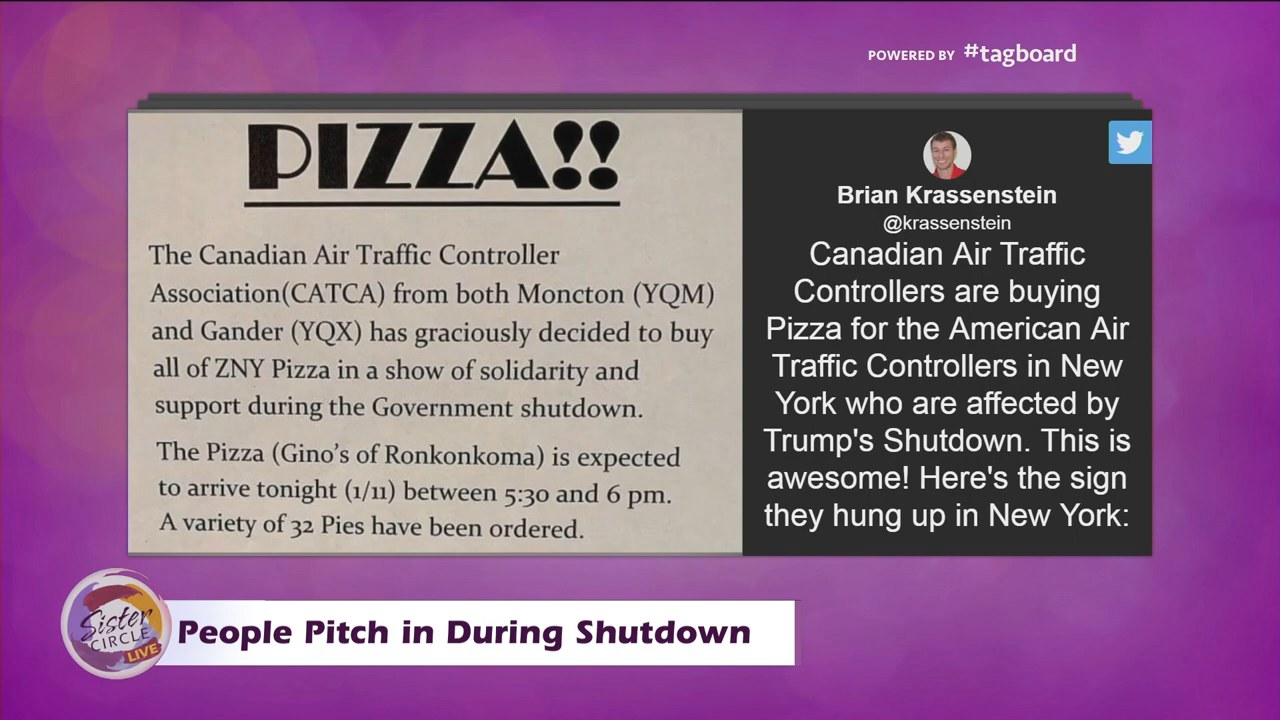 POWERED BY #tagboard
PIZZA!!
The Canadian Air Traffic Controller
Association(CATCA) from both Moncton (YQM)
and Gander (YQX) has graciously decided to buy
all of ZNY Pizza in a show of solidarity and
support during the Government shutdown.
The Pizza (Gino's of Ronkonkoma) is expected
to arrive tonight (1/11) between 5:30 and 6 pm.
A variety of 32 Pies have been ordered.
Brian Krassenstein
@krassenstein
Canadian Air Traffic
Controllers are buying
Pizza for the American Air
Traffic Controllers in New
York who are affected by
Trump's Shutdown. This is
awesome! Here's the sign
they hung up in New York:
Sister
CIRCLE
LIVE
People Pitch in During Shutdown